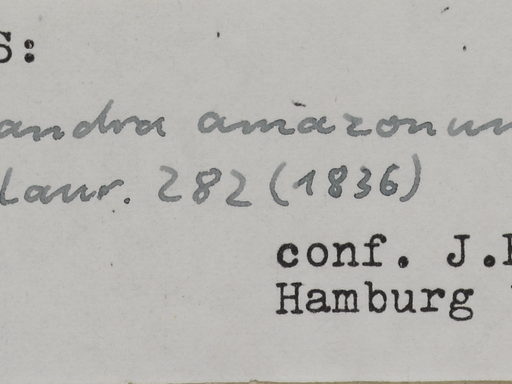 S:
andra amazonum
Laur. 282 (1836)
conf. J.
Hamburg